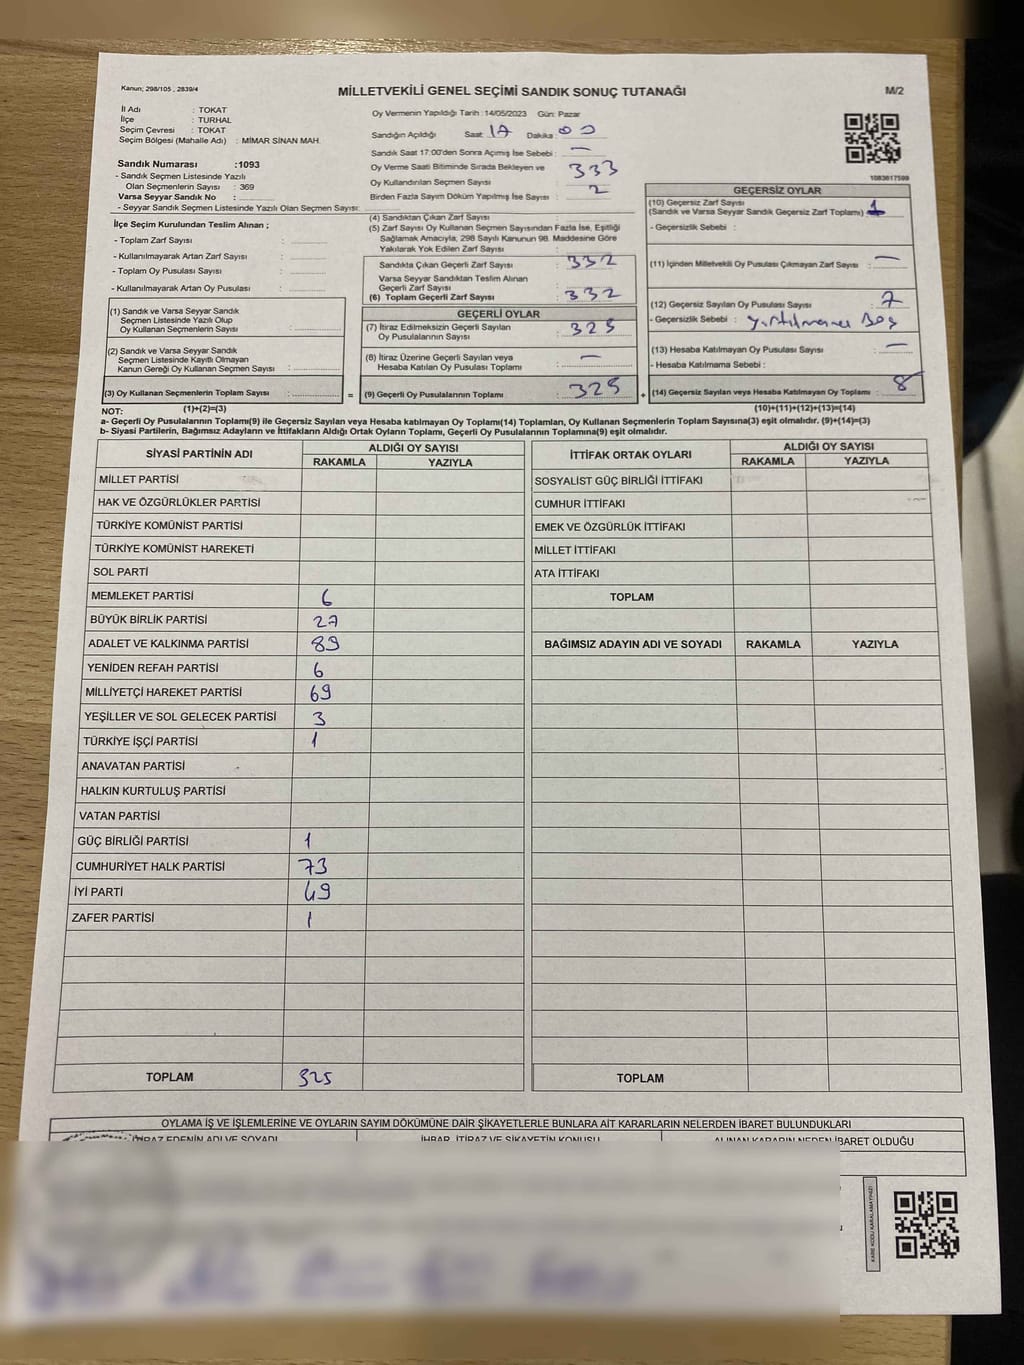 Kanun; 298/105 , 2839/4
MİLLETVEKİLİ GENEL SEÇİMİ SANDIK SONUÇ TUTANAĞI
M/2
İl Adı : TOKAT
İlçe : TURHAL
Seçim Çevresi : TOKAT
Seçim Bölgesi (Mahalle Adı) : MİMAR SİNAN MAH.
Sandık Numarası :1093
- Sandık Seçmen Listesinde Yazılı
Olan Seçmenlerin Sayısı : 369
Varsa Seyyar Sandık No :
- Seyyar Sandık Seçmen Listesinde Yazılı Olan Seçmen Sayısı:
İlçe Seçim Kurulundan Teslim Alınan ;
- Toplam Zarf Sayısı :
- Kullanılmayarak Artan Zarf Sayısı :
- Toplam Oy Pusulası Sayısı :
- Kullanılmayarak Artan Oy Pusulası :
(1) Sandık ve Varsa Seyyar Sandık
Seçmen Listesinde Yazılı Olup
Oy Kullanan Seçmenlerin Sayısı :
(2) Sandık ve Varsa Seyyar Sandık
Seçmen Listesinde Kayıtlı Olmayan
Kanun Gereği Oy Kullanan Seçmen Sayısı :
(3) Oy Kullanan Seçmenlerin Toplam Sayısı :
Oy Vermenin Yapıldığı Tarih :14/05/2023 Gün: Pazar
Sandığın Açıldığı Saat : 17 Dakika : 00
Sandık Saat 17:00'den Sonra Açımış İse Sebebi : —
Oy Verme Saati Bitiminde Sırada Bekleyen ve
Oy Kullandırılan Seçmen Sayısı : 333
Birden Fazla Sayım Döküm Yapılmış İse Sayısı : 2
(4) Sandıktan Çıkan Zarf Sayısı :
(5) Zarf Sayısı Oy Kullanan Seçmen Sayısından Fazla İse, Eşitliği
Sağlamak Amacıyla; 298 Sayılı Kanunun 98. Maddesine Göre
Yakılarak Yok Edilen Zarf Sayısı :
Sandıkta Çıkan Geçerli Zarf Sayısı : 332
Varsa Seyyar Sandıktan Teslim Alınan
Geçerli Zarf Sayısı :
(6) Toplam Geçerli Zarf Sayısı : 332
GEÇERLİ OYLAR
(7) İtiraz Edilmeksizin Geçerli Sayılan
Oy Pusulalarının Sayısı : 325
(8) İtiraz Üzerine Geçerli Sayılan veya
Hesaba Katılan Oy Pusulası Toplamı : —
= (9) Geçerli Oy Pusulalarının Toplamı : 325 +
1083617599
GEÇERSİZ OYLAR
(10) Geçersiz Zarf Sayısı
(Sandık ve Varsa Seyyar Sandık Geçersiz Zarf Toplamı) : 1
- Geçersizlik Sebebi :
(11) İçinden Milletvekili Oy Pusulası Çıkmayan Zarf Sayısı : —
(12) Geçersiz Sayılan Oy Pusulası Sayısı : 7
- Geçersizlik Sebebi : Boş
(13) Hesaba Katılmayan Oy Pusulası Sayısı : —
- Hesaba Katılmama Sebebi :
(14) Geçersiz Sayılan veya Hesaba Katılmayan Oy Toplamı : 8
NOT: (1)+(2)=(3) (10)+(11)+(12)+(13)=(14)
a- Geçerli Oy Pusulalarının Toplamı(9) ile Geçersiz Sayılan veya Hesaba katılmayan Oy Toplamı(14) Toplamları, Oy Kullanan Seçmenlerin Toplam Sayısına(3) eşit olmalıdır. (9)+(14)=(3)
b- Siyasi Partilerin, Bağımsız Adayların ve İttifakların Aldığı Ortak Oyların Toplamı, Geçerli Oy Pusulalarının Toplamına(9) eşit olmalıdır.
SİYASİ PARTİNİN ADI ALDIĞI OY SAYISI
RAKAMLA YAZIYLA
MİLLET PARTİSİ
HAK VE ÖZGÜRLÜKLER PARTİSİ
TÜRKİYE KOMÜNİST PARTİSİ
TÜRKİYE KOMÜNİST HAREKETİ
SOL PARTİ
MEMLEKET PARTİSİ 6
BÜYÜK BİRLİK PARTİSİ 27
ADALET VE KALKINMA PARTİSİ 89
YENİDEN REFAH PARTİSİ 6
MİLLİYETÇİ HAREKET PARTİSİ 69
YEŞİLLER VE SOL GELECEK PARTİSİ 3
TÜRKİYE İŞÇİ PARTİSİ 1
ANAVATAN PARTİSİ
HALKIN KURTULUŞ PARTİSİ
VATAN PARTİSİ
GÜÇ BİRLİĞİ PARTİSİ 1
CUMHURİYET HALK PARTİSİ 73
İYİ PARTİ 49
ZAFER PARTİSİ 1
TOPLAM 325
İTTİFAK ORTAK OYLARI ALDIĞI OY SAYISI
RAKAMLA YAZIYLA
SOSYALİST GÜÇ BİRLİĞİ İTTİFAKI
CUMHUR İTTİFAKI
EMEK VE ÖZGÜRLÜK İTTİFAKI
MİLLET İTTİFAKI
ATA İTTİFAKI
TOPLAM
BAĞIMSIZ ADAYIN ADI VE SOYADI RAKAMLA YAZIYLA
TOPLAM
OYLAMA İŞ VE İŞLEMLERİNE VE OYLARIN SAYIM DÖKÜMÜNE DAİR ŞİKAYETLERLE BUNLARA AİT KARARLARIN NELERDEN İBARET BULUNDUKLARI
İTİRAZ EDENİN ADI VE SOYADI İHBAR, İTİRAZ VE ŞİKAYETİN KONUSU ALINAN KARARIN NEDEN İBARET OLDUĞU
KARE KODU KARALAMAYINIZ!